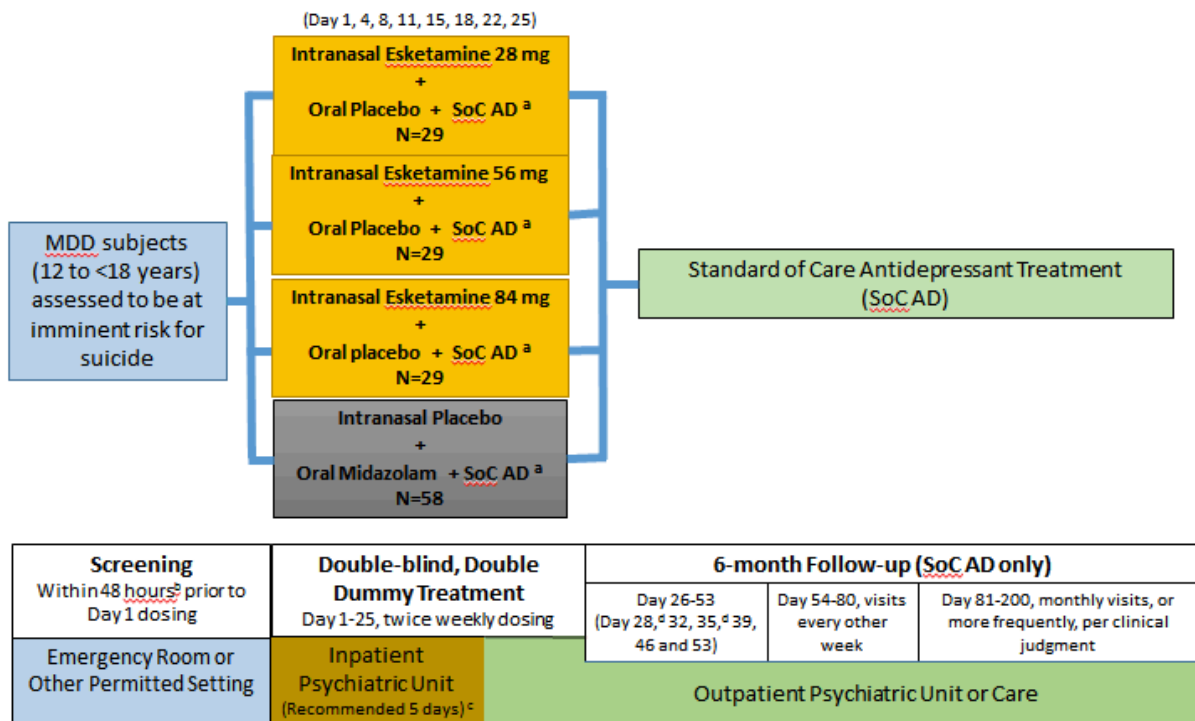 (Day 1, 4, 8, 11, 15, 18, 22, 25)
Intranasal Esketamine 28 mg
+
Oral Placebo + SoC AD a
N=29
Intranasal Esketamine 56 mg
+
Oral Placebo + SoC AD a
N=29
Intranasal Esketamine 84 mg
+
Oral placebo + SoC AD a
N=29
Intranasal Placebo
+
Oral Midazolam + SoC AD a
N=58
MDD subjects
(12 to <18 years)
assessed to be at
imminent risk for
suicide
Standard of Care Antidepressant Treatment
(SoC AD)
Screening
Within 48 hours b prior to
Day 1 dosing
Double-blind, Double
Dummy Treatment
Day 1-25, twice weekly dosing
6-month Follow-up (SoC AD only)
Day 26-53
(Day 28,d 32, 35,d 39,
46 and 53)
Day 54-80, visits
every other
week
Day 81-200, monthly visits, or
more frequently, per clinical
judgment
Emergency Room or
Other Permitted Setting
Inpatient
Psychiatric Unit
(Recommended 5 days) c
Outpatient Psychiatric Unit or Care